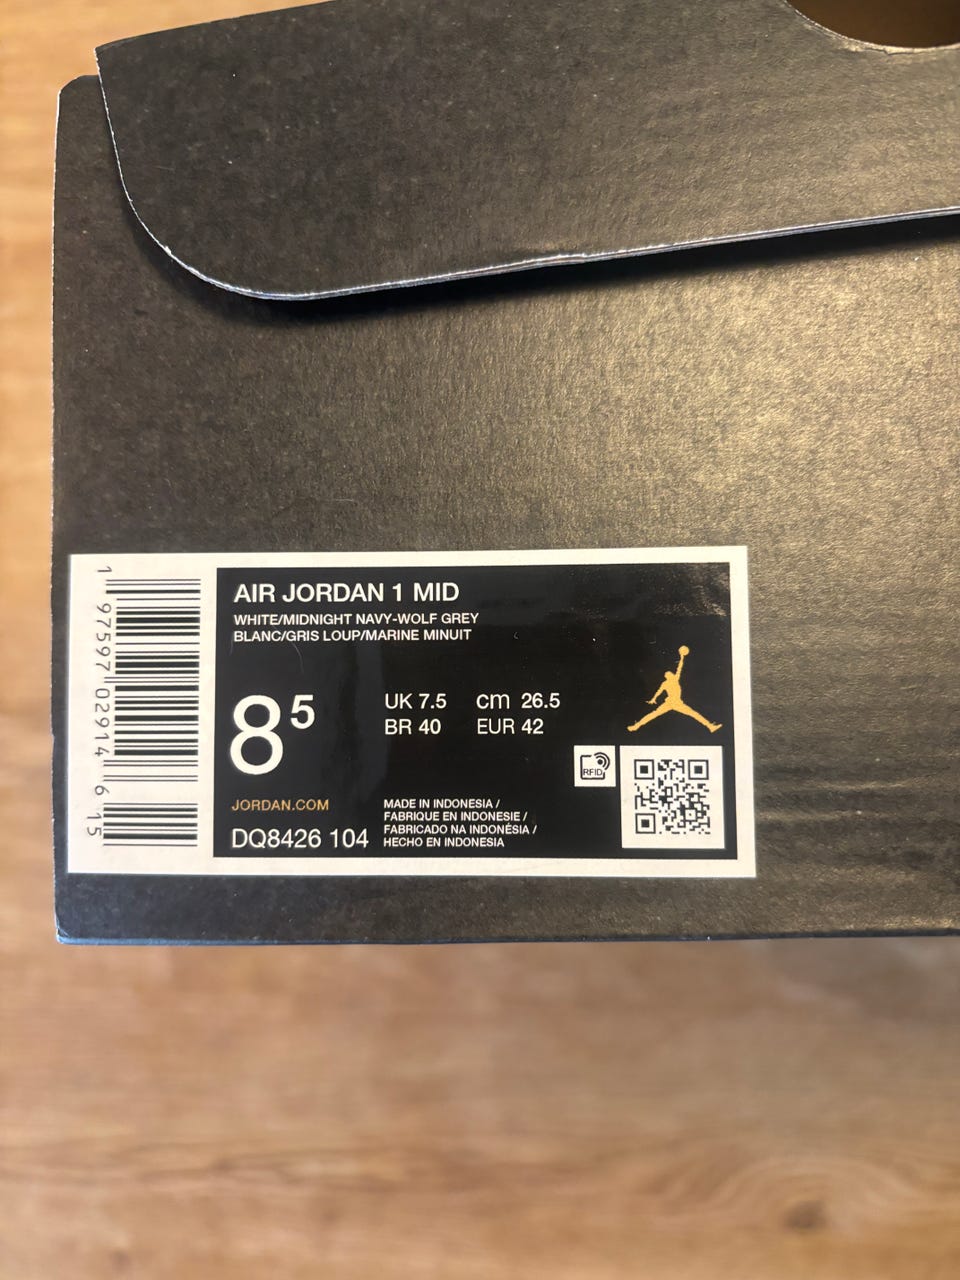 AIR JORDAN 1 MID
WHITE/MIDNIGHT NAVY-WOLF GREY
BLANC/GRIS LOUP/MARINE MINUIT
8 5
UK 7.5 cm 26.5
BR 40 EUR 42
RFID
JORDAN.COM
DQ8426 104
MADE IN INDONESIA /
FABRIQUE EN INDONESIE /
FABRICADO NA INDONÉSIA /
HECHO EN INDONESIA
1 97597 02914 6 15